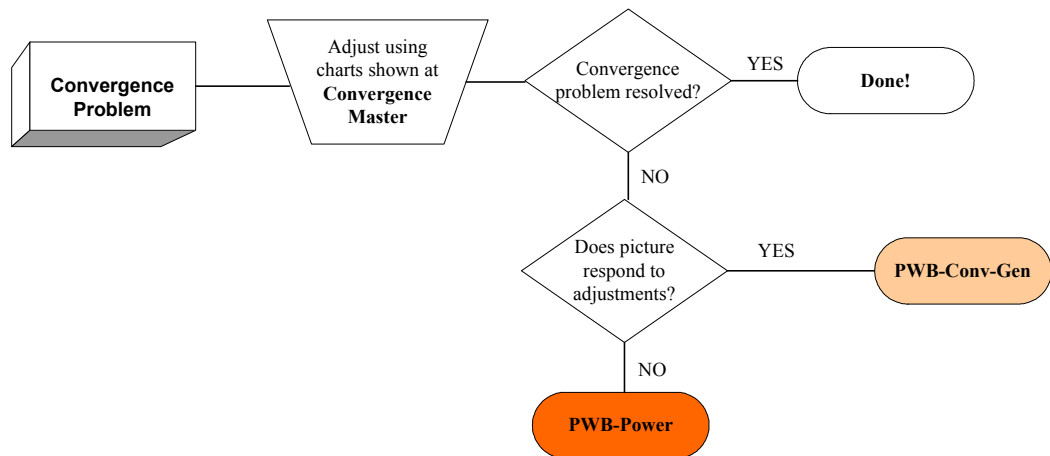 Convergence
Problem
Adjust using
charts shown at
Convergence
Master
Convergence
problem resolved?
YES
Done!
NO
Does picture
respond to
adjustments?
YES
PWB-Conv-Gen
NO
PWB-Power